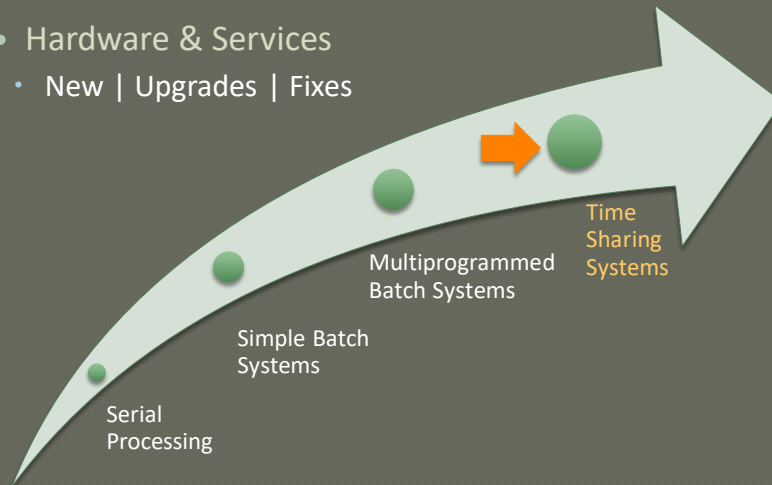 Hardware & Services
New | Upgrades | Fixes
Time
Sharing
Systems
Multiprogrammed
Batch Systems
Simple Batch
Systems
Serial
Processing